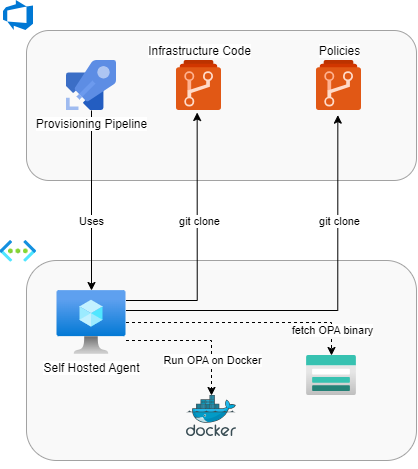 Infrastructure Code
Policies
Provisioning Pipeline
Uses
git clone
git clone
fetch OPA binary
Self Hosted Agent
Run OPA on Docker
docker